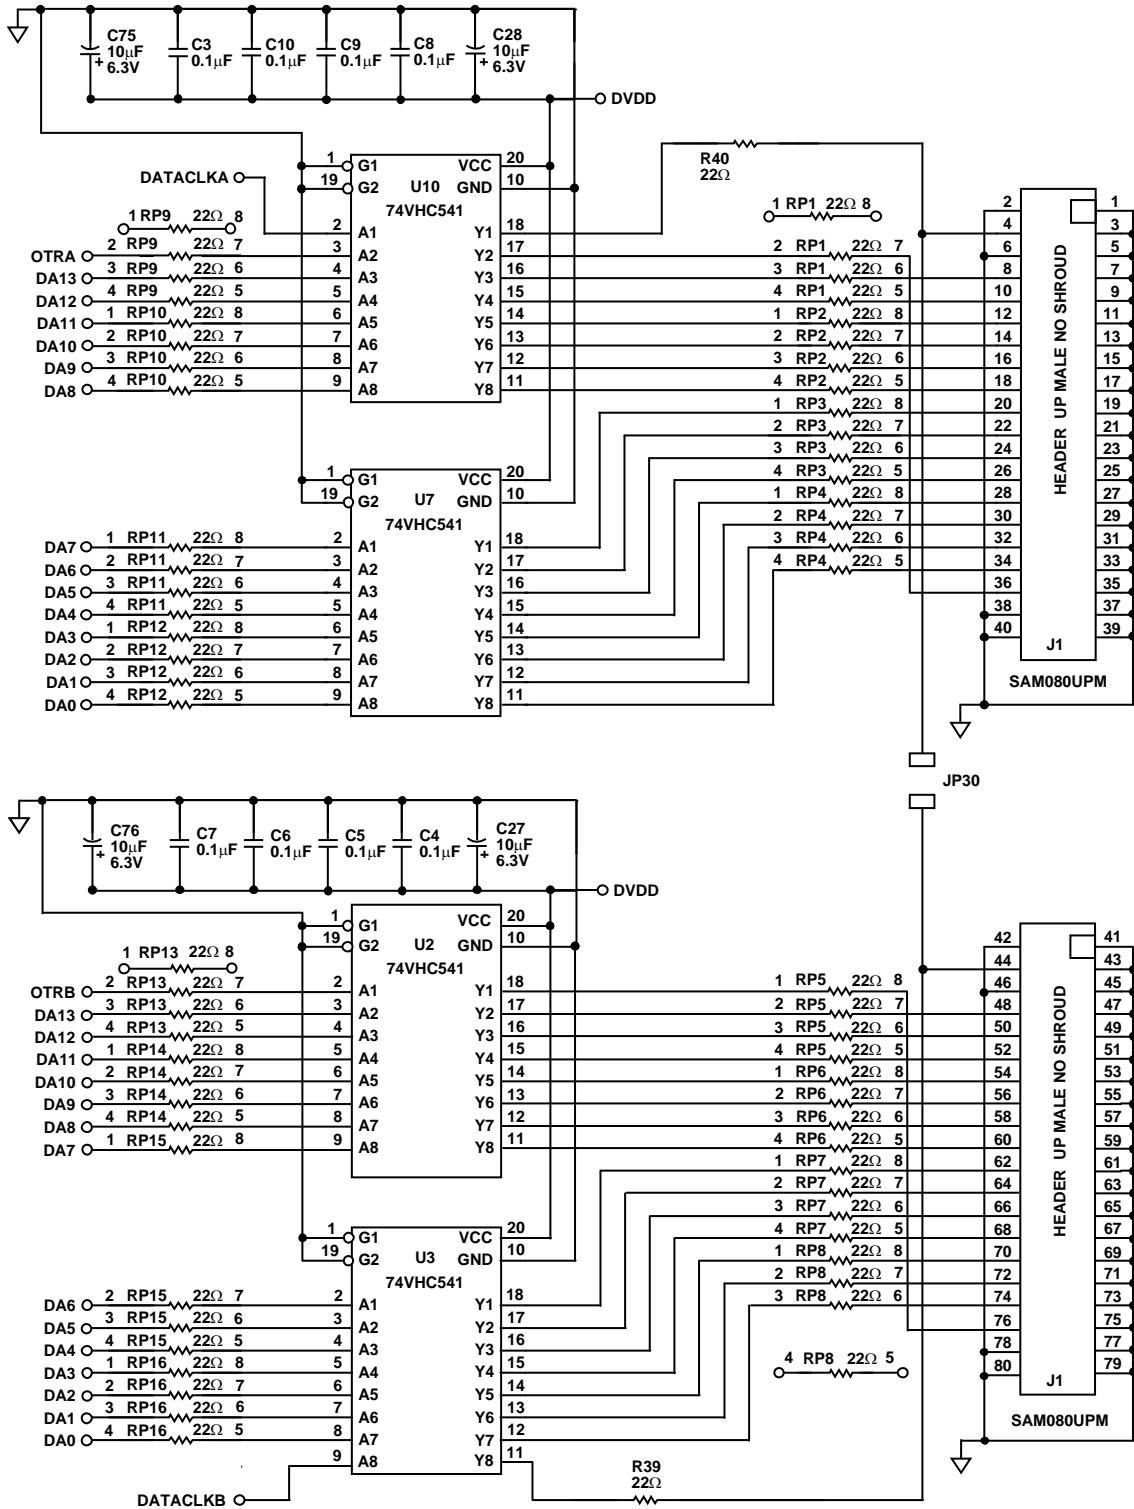 C75 10μF 6.3V
C3 0.1μF
C10 0.1μF
C9 0.1μF
C8 0.1μF
C28 10μF 6.3V
+ +
DVDD
1 G1 VCC 20
19 G2 U10 GND 10
74VHC541
DATACLKA
R40 22Ω
1 RP9 22Ω 8
2 A1 Y1 18
1 RP1 22Ω 8
OTRA 2 RP9 22Ω 7 3 A2 Y2 17 2 RP1 22Ω 7
DA13 3 RP9 22Ω 6 4 A3 Y3 16 3 RP1 22Ω 6
DA12 4 RP9 22Ω 5 5 A4 Y4 15 4 RP1 22Ω 5
DA11 1 RP10 22Ω 8 6 A5 Y5 14 1 RP2 22Ω 8
DA10 2 RP10 22Ω 7 7 A6 Y6 13 2 RP2 22Ω 7
DA9 3 RP10 22Ω 6 8 A7 Y7 12 3 RP2 22Ω 6
DA8 4 RP10 22Ω 5 9 A8 Y8 11 4 RP2 22Ω 5
1 RP3 22Ω 8
2 RP3 22Ω 7
3 RP3 22Ω 6
4 RP3 22Ω 5
1 RP4 22Ω 8
2 RP4 22Ω 7
3 RP4 22Ω 6
4 RP4 22Ω 5
1 G1 VCC 20
19 G2 U7 GND 10
74VHC541
DA7 1 RP11 22Ω 8 2 A1 Y1 18
DA6 2 RP11 22Ω 7 3 A2 Y2 17
DA5 3 RP11 22Ω 6 4 A3 Y3 16
DA4 4 RP11 22Ω 5 5 A4 Y4 15
DA3 1 RP12 22Ω 8 6 A5 Y5 14
DA2 2 RP12 22Ω 7 7 A6 Y6 13
DA1 3 RP12 22Ω 6 8 A7 Y7 12
DA0 4 RP12 22Ω 5 9 A8 Y8 11
2 1
4 3
6 5
8 7
10 9
12 11
14 13
16 15
18 17
20 19
22 21
24 23
26 25
28 27
30 29
32 31
34 33
36 35
38 37
40 39
HEADER UP MALE NO SHROUD
J1
SAM080UPM
JP30
C76 10μF 6.3V
C7 0.1μF
C6 0.1μF
C5 0.1μF
C4 0.1μF
C27 10μF 6.3V
+ +
DVDD
1 G1 VCC 20
19 G2 U2 GND 10
74VHC541
1 RP13 22Ω 8
OTRB 2 RP13 22Ω 7 2 A1 Y1 18 1 RP5 22Ω 8
DA13 3 RP13 22Ω 6 3 A2 Y2 17 2 RP5 22Ω 7
DA12 4 RP13 22Ω 5 4 A3 Y3 16 3 RP5 22Ω 6
DA11 1 RP14 22Ω 8 5 A4 Y4 15 4 RP5 22Ω 5
DA10 2 RP14 22Ω 7 6 A5 Y5 14 1 RP6 22Ω 8
DA9 3 RP14 22Ω 6 7 A6 Y6 13 2 RP6 22Ω 7
DA8 4 RP14 22Ω 5 8 A7 Y7 12 3 RP6 22Ω 6
DA7 1 RP15 22Ω 8 9 A8 Y8 11 4 RP6 22Ω 5
1 RP7 22Ω 8
2 RP7 22Ω 7
3 RP7 22Ω 6
4 RP7 22Ω 5
1 RP8 22Ω 8
2 RP8 22Ω 7
3 RP8 22Ω 6
4 RP8 22Ω 5
1 G1 VCC 20
19 G2 U3 GND 10
74VHC541
DA6 2 RP15 22Ω 7 2 A1 Y1 18
DA5 3 RP15 22Ω 6 3 A2 Y2 17
DA4 4 RP15 22Ω 5 4 A3 Y3 16
DA3 1 RP16 22Ω 8 5 A4 Y4 15
DA2 2 RP16 22Ω 7 6 A5 Y5 14
DA1 3 RP16 22Ω 6 7 A6 Y6 13
DA0 4 RP16 22Ω 5 8 A7 Y7 12
9 A8 Y8 11
DATACLKB
R39 22Ω
42 41
44 43
46 45
48 47
50 49
52 51
54 53
56 55
58 57
60 59
62 61
64 63
66 65
68 67
70 69
72 71
74 73
76 75
78 77
80 79
HEADER UP MALE NO SHROUD
J1
SAM080UPM